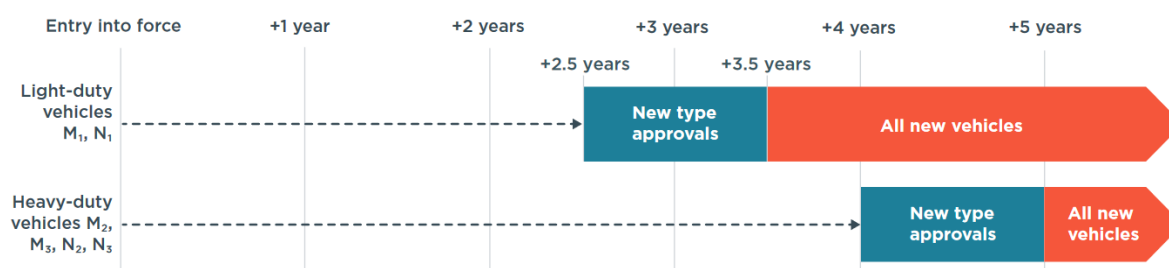 Entry into force +1 year +2 years +3 years +4 years +5 years
+2.5 years +3.5 years
Light-duty
vehicles
M₁, N₁
New type
approvals
All new vehicles
Heavy-duty
vehicles M₂,
M₃, N₂, N₃
New type
approvals
All new
vehicles